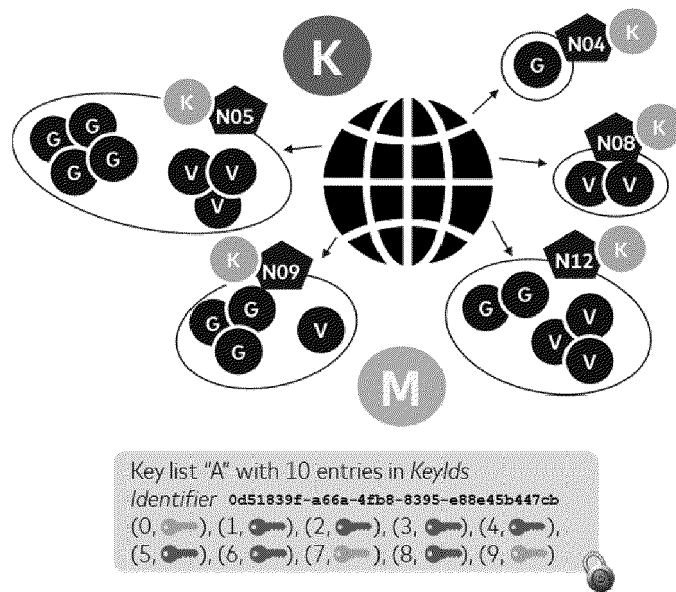 K
N04
K
G
K
N05
G
G
G
G
V
V
V
K
N08
V
V
K
N09
G
G
G
V
N12
K
G
G
V
V
V
M
Key list "A" with 10 entries in KeyIds
Identifier 0d51839f-a66a-4fb8-8395-e88e45b447cb
(0, ), (1, ), (2, ), (3, ), (4, ),
(5, ), (6, ), (7, ), (8, ), (9, )